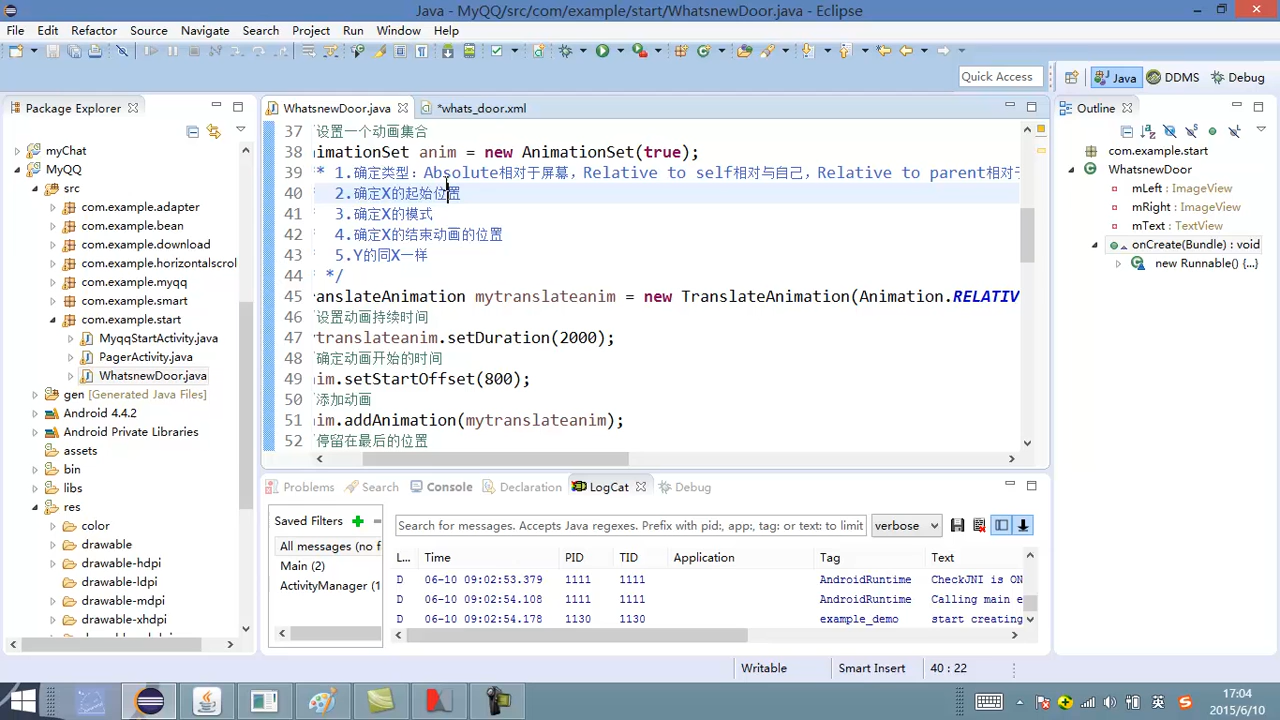 Java - MyQQ/src/com/example/start/WhatsnewDoor.java - Eclipse
File Edit Refactor Source Navigate Search Project Run Window Help
Quick Access
Java DDMS Debug
Package Explorer
myChat
MyQQ
src
com.example.adapter
com.example.bean
com.example.download
com.example.horizontalscrol
com.example.myqq
com.example.smart
com.example.start
MyqqStartActivity.java
PagerActivity.java
WhatsnewDoor.java
gen [Generated Java Files]
Android 4.4.2
Android Private Libraries
assets
bin
libs
res
color
drawable
drawable-hdpi
drawable-ldpi
drawable-mdpi
drawable-xhdpi
WhatsnewDoor.java *whats_door.xml
37 设置一个动画集合
38 nimationSet anim = new AnimationSet(true);
39 * 1.确定类型：Absolute相对于屏幕，Relative to self相对与自己，Relative to parent相对于
40 2.确定X的起始位置
41 3.确定X的模式
42 4.确定X的结束动画的位置
43 5.Y的同X一样
44 */
45 anslateAnimation mytranslateanim = new TranslateAnimation(Animation.RELATIV
46 设置动画持续时间
47 translateanim.setDuration(2000);
48 确定动画开始的时间
49 im.setStartOffset(800);
50 添加动画
51 im.addAnimation(mytranslateanim);
52 停留在最后的位置
Outline
com.example.start
WhatsnewDoor
mLeft : ImageView
mRight : ImageView
mText : TextView
onCreate(Bundle) : void
new Runnable() {...}
Problems Search Console Declaration LogCat Debug
Saved Filters
All messages (no f
Main (2)
ActivityManager (1
Search for messages. Accepts Java regexes. Prefix with pid:, app:, tag: or text: to limit
verbose
L... Time PID TID Application Tag Text
D 06-10 09:02:53.379 1111 1111 AndroidRuntime CheckJNI is ON
D 06-10 09:02:54.108 1111 1111 AndroidRuntime Calling main e
D 06-10 09:02:54.178 1130 1130 example_demo start creating
Writable Smart Insert 40 : 22
英
17:04
2015/6/10